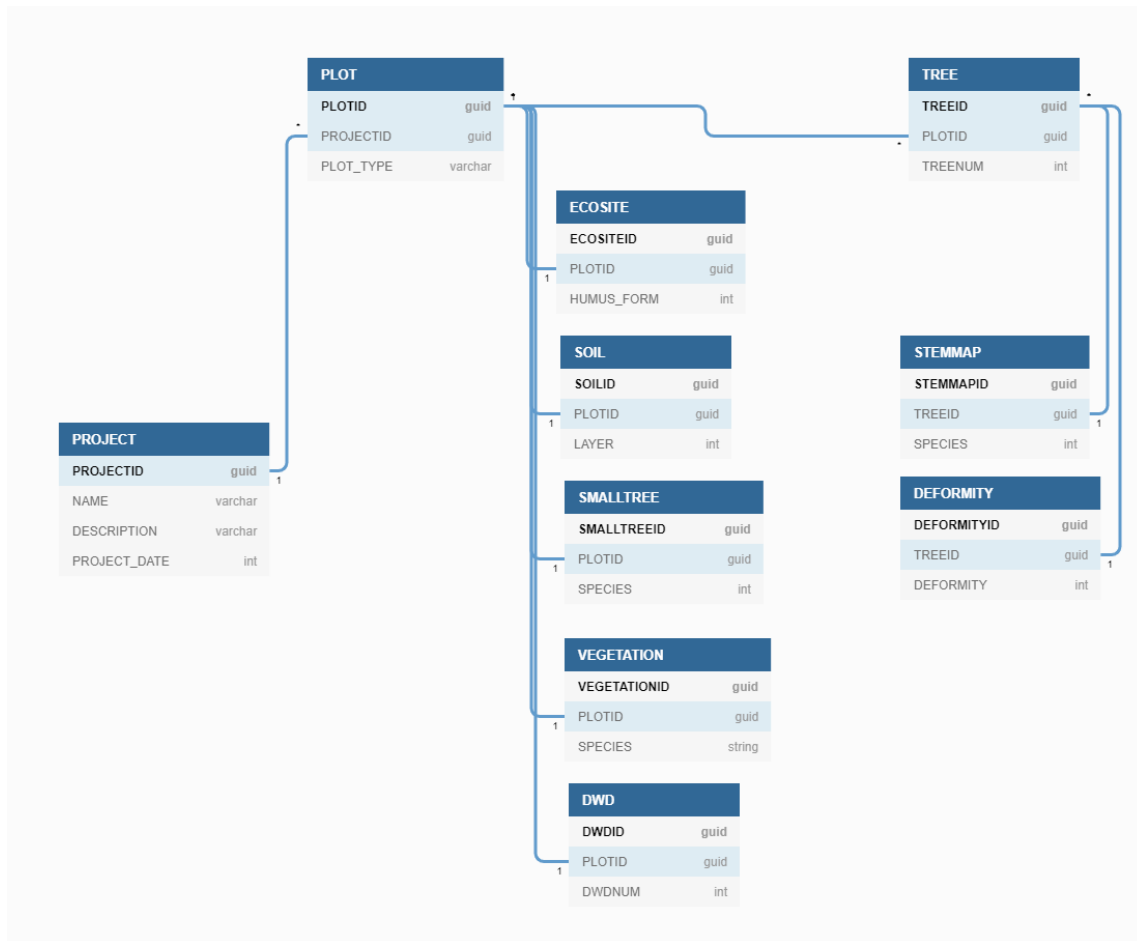 PLOT
PLOTID guid
PROJECTID guid
PLOT_TYPE varchar
* 1
*
TREE
TREEID guid
PLOTID guid
TREENUM int
*
*
ECOSITE
ECOSITEID guid
PLOTID guid
HUMUS_FORM int
1
SOIL
SOILID guid
PLOTID guid
LAYER int
1
STEMMAP
STEMMAPID guid
TREEID guid
SPECIES int
1
PROJECT
PROJECTID guid
NAME varchar
DESCRIPTION varchar
PROJECT_DATE int
1
SMALLTREE
SMALLTREEID guid
PLOTID guid
SPECIES int
1
DEFORMITY
DEFORMITYID guid
TREEID guid
DEFORMITY int
1
VEGETATION
VEGETATIONID guid
PLOTID guid
SPECIES string
1
DWD
DWDID guid
PLOTID guid
DWDNUM int
1